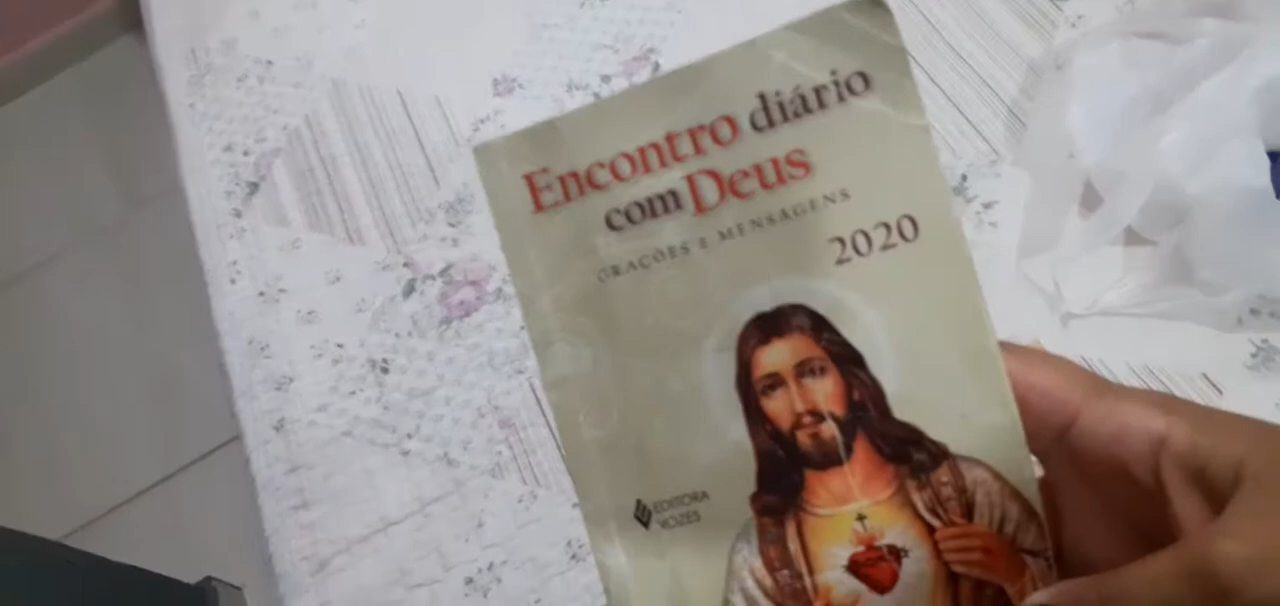 Encontro diário
com Deus
ORAÇÕES E MENSAGENS
2020
EDITORA
VOZES